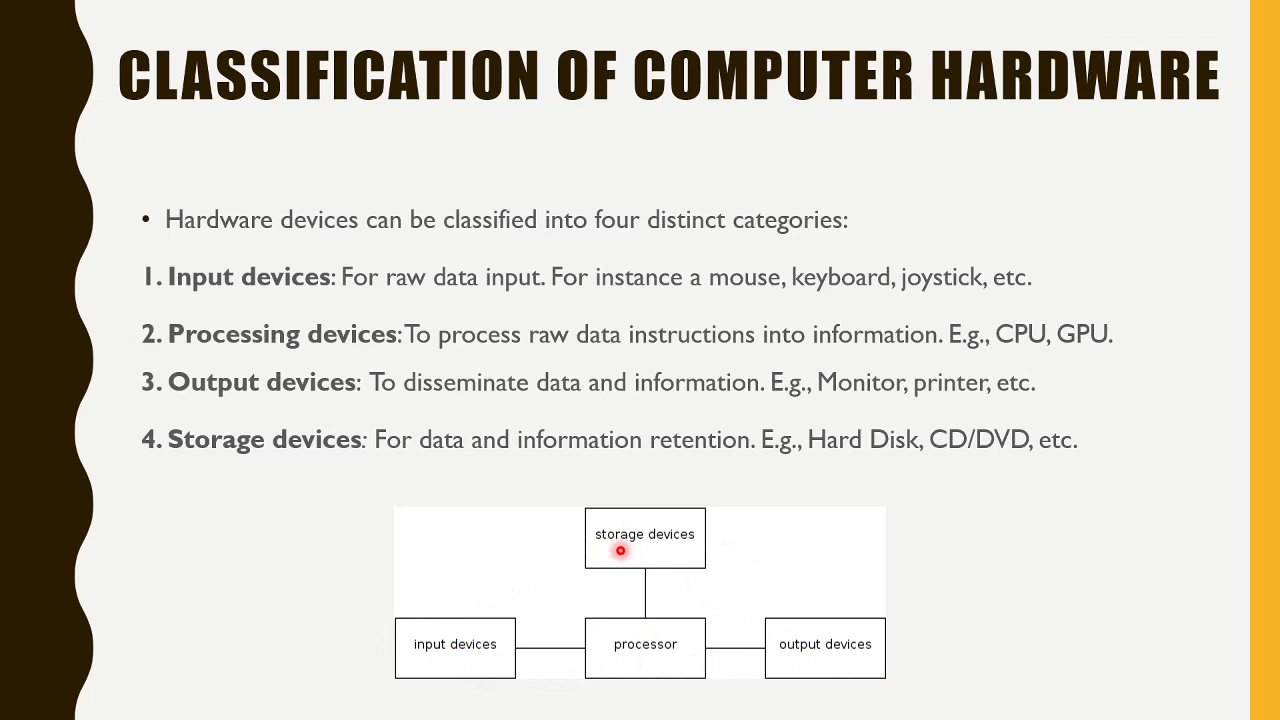 CLASSIFICATION OF COMPUTER HARDWARE
• Hardware devices can be classified into four distinct categories:
1. Input devices: For raw data input. For instance a mouse, keyboard, joystick, etc.
2. Processing devices: To process raw data instructions into information. E.g., CPU, GPU.
3. Output devices: To disseminate data and information. E.g., Monitor, printer, etc.
4. Storage devices: For data and information retention. E.g., Hard Disk, CD/DVD, etc.
storage devices
input devices
processor
output devices